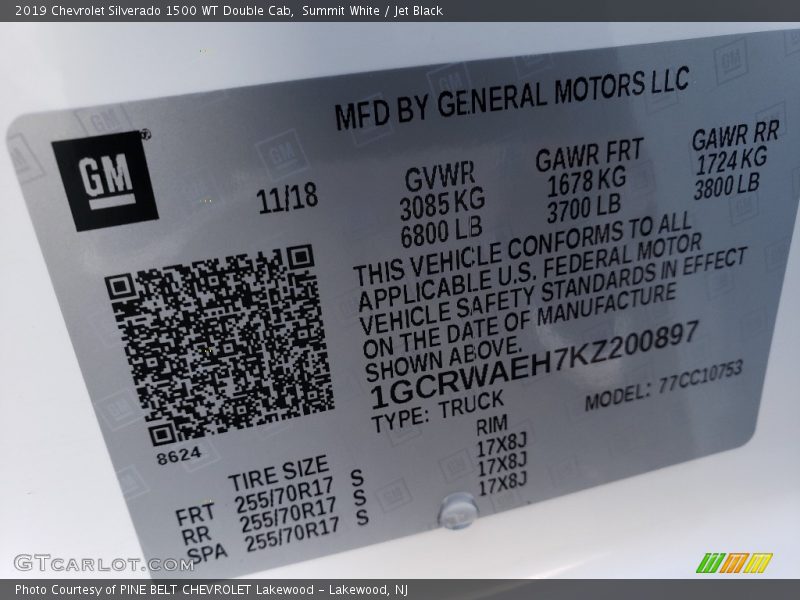 2019 Chevrolet Silverado 1500 WT Double Cab, Summit White / Jet Black
MFD BY GENERAL MOTORS LLC
GM
11/18
GVWR
3085 KG
6800 LB
GAWR FRT
1678 KG
3700 LB
GAWR RR
1724 KG
3800 LB
THIS VEHICLE CONFORMS TO ALL
APPLICABLE U.S. FEDERAL MOTOR
VEHICLE SAFETY STANDARDS IN EFFECT
ON THE DATE OF MANUFACTURE
SHOWN ABOVE.
1GCRWAEH7KZ200897
TYPE: TRUCK
MODEL: 77CC10753
8624
TIRE SIZE RIM
FRT 255/70R17 S 17X8J
RR 255/70R17 S 17X8J
SPA 255/70R17 S 17X8J
GTcarlot.com
Photo Courtesy of PINE BELT CHEVROLET Lakewood - Lakewood, NJ